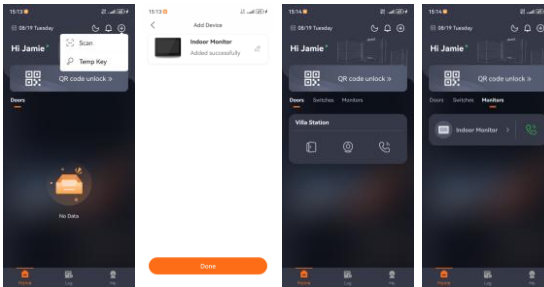 15:13
08/19 Tuesday
Hi Jamie
Scan
Temp Key
QR code unlock »
Doors
No Data
Home
Log
Me
15:13
Add Device
Indoor Monitor
Added successfully
Done
15:14
08/19 Tuesday
Hi Jamie
QR code unlock »
Doors Switches Monitors
Villa Station
Home
Log
Me
15:14
08/19 Tuesday
Hi Jamie
QR code unlock »
Doors Switches Monitors
Indoor Monitor >
Home
Log
Me